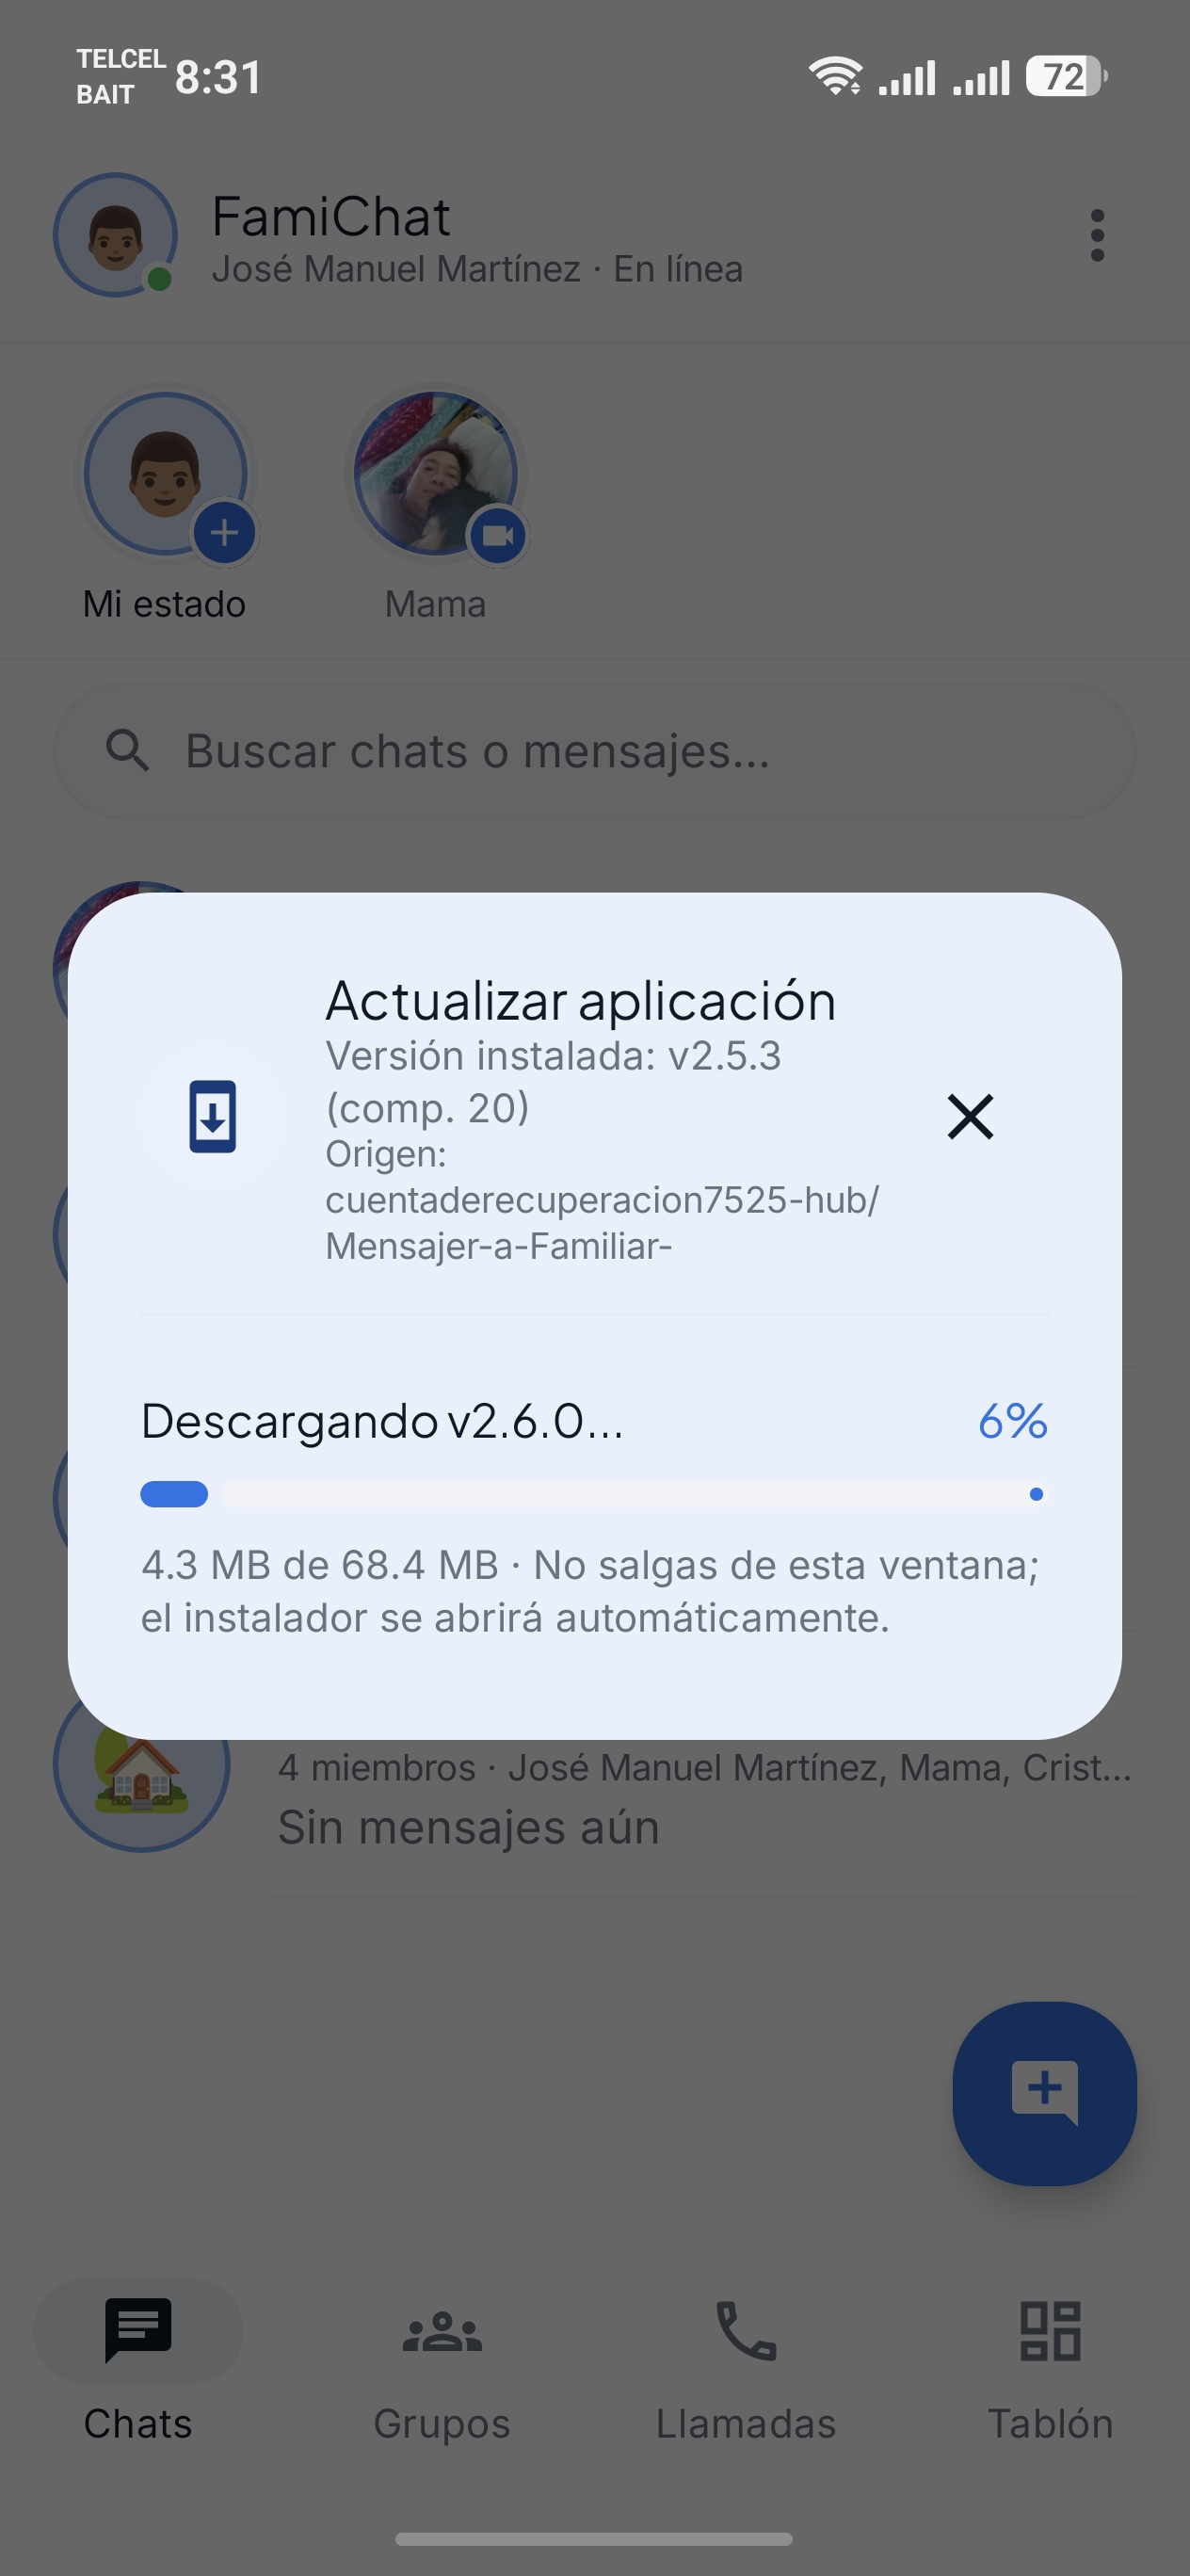 TELCEL
BAIT
8:31
72
FamiChat
José Manuel Martínez · En línea
Mi estado
Mama
Buscar chats o mensajes...
Actualizar aplicación
Versión instalada: v2.5.3
(comp. 20)
Origen:
cuentaderecuperacion7525-hub/
Mensajer-a-Familiar-
Descargando v2.6.0...
6%
4.3 MB de 68.4 MB · No salgas de esta ventana;
el instalador se abrirá automáticamente.
4 miembros · José Manuel Martínez, Mama, Crist...
Sin mensajes aún
Chats
Grupos
Llamadas
Tablón